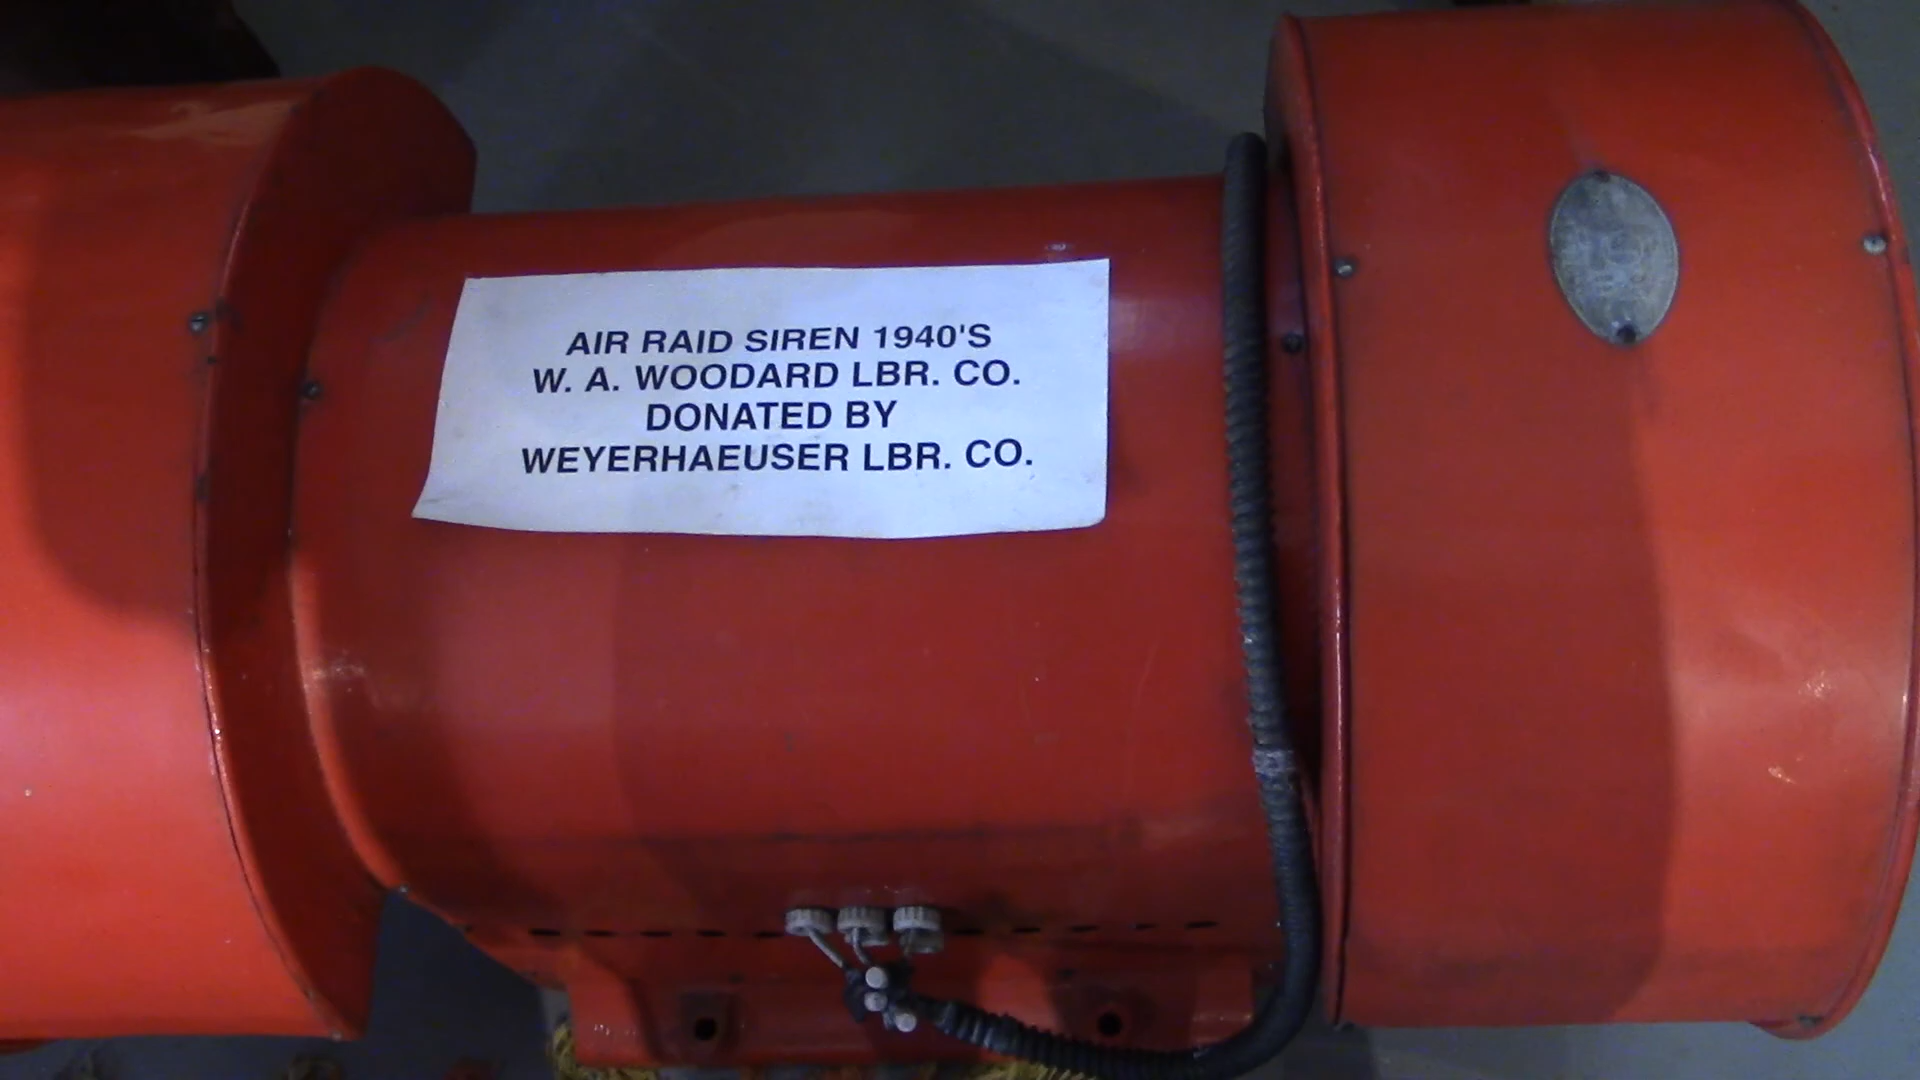 AIR RAID SIREN 1940'S
W. A. WOODARD LBR. CO.
DONATED BY
WEYERHAEUSER LBR. CO.